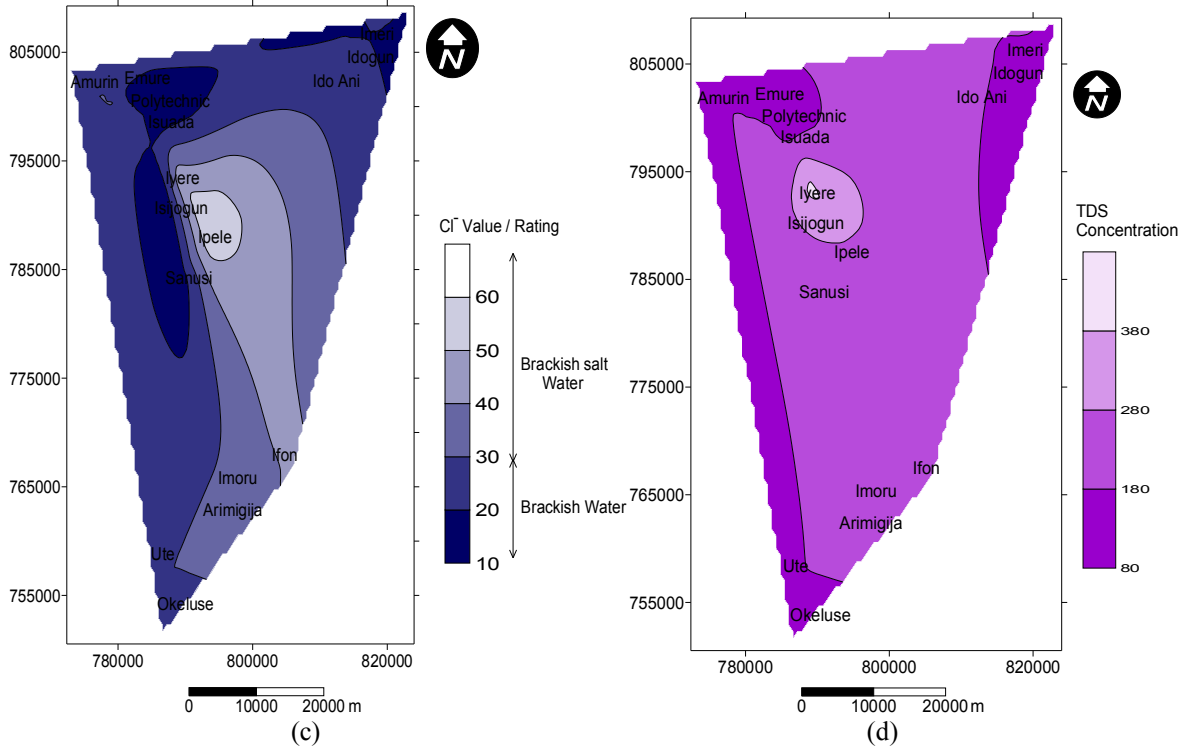 805000
795000
785000
775000
765000
755000
780000
800000
820000
Imeri
Idogun
Amurin
Emure
Ido Ani
Polytechnic
Isuada
Iyere
Isijogun
Ipele
Sanusi
Ifon
Imoru
Arimigija
Ute
Okeluse
N
Cl⁻ Value / Rating
60
50
40
30
20
10
Brackish salt
Water
Brackish Water
0 10000 20000 m
(c)
805000
795000
785000
775000
765000
755000
780000
800000
820000
Imeri
Idogun
Amurin
Emure
Ido Ani
Polytechnic
Isuada
Iyere
Isijogun
Ipele
Sanusi
Ifon
Imoru
Arimigija
Ute
Okeluse
N
TDS
Concentration
380
280
180
80
0 10000 20000 m
(d)